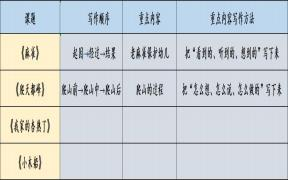 课题 写作顺序 重点内容 重点内容写作方法
《麻雀》 起因→经过→结果 老麻雀保护幼儿 把“看到的、听到的、想到的”写下来
《爬天都峰》 爬山前→爬山中→爬山后 爬山的过程 把“怎么想、怎么说、怎么做的”写下来
《我家的杏熟了》
《小木船》